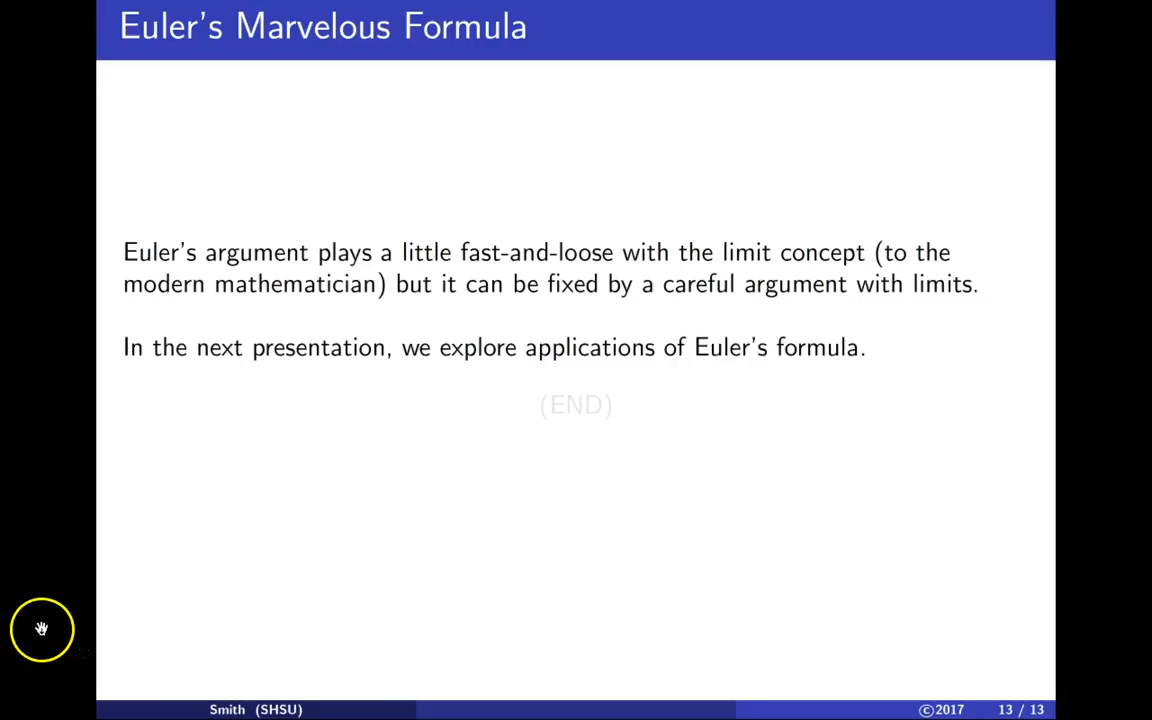 Euler's Marvelous Formula
Euler's argument plays a little fast-and-loose with the limit concept (to the
modern mathematician) but it can be fixed by a careful argument with limits.
In the next presentation, we explore applications of Euler's formula.
(END)
Smith (SHSU)
©2017
13 / 13